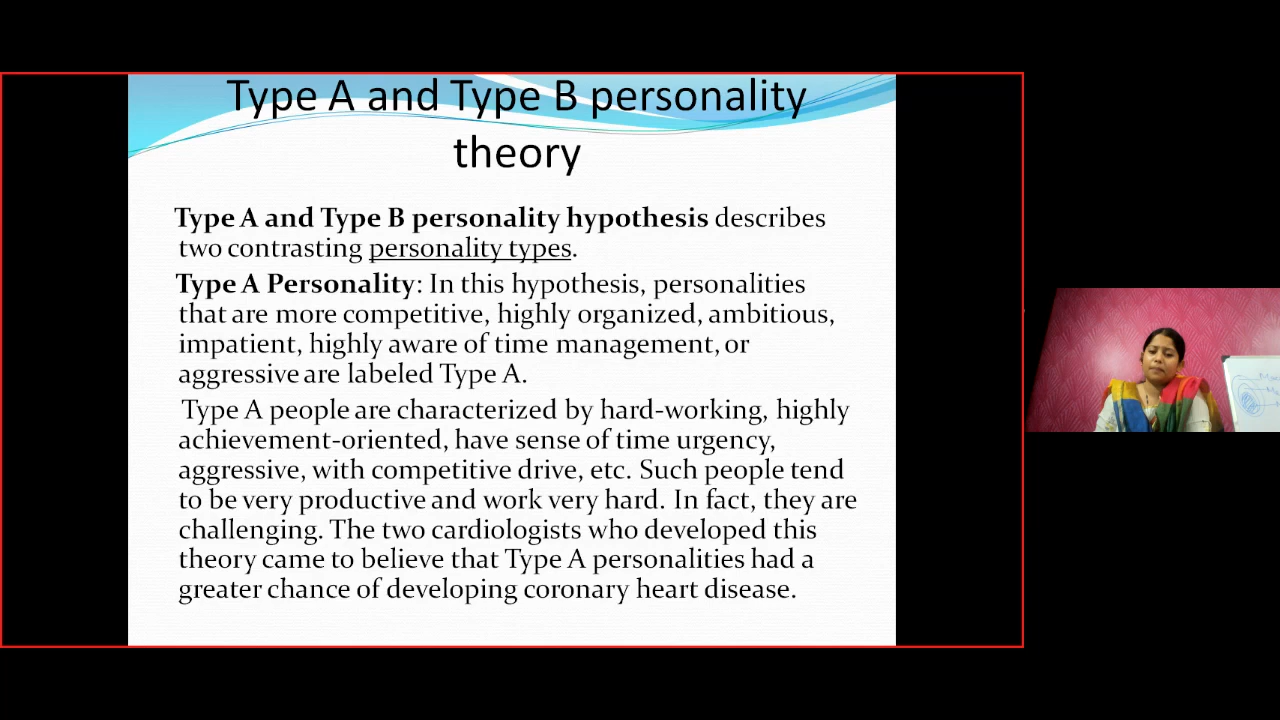 Type A and Type B personality
theory
Type A and Type B personality hypothesis describes
two contrasting personality types.
Type A Personality: In this hypothesis, personalities
that are more competitive, highly organized, ambitious,
impatient, highly aware of time management, or
aggressive are labeled Type A.
Type A people are characterized by hard-working, highly
achievement-oriented, have sense of time urgency,
aggressive, with competitive drive, etc. Such people tend
to be very productive and work very hard. In fact, they are
challenging. The two cardiologists who developed this
theory came to believe that Type A personalities had a
greater chance of developing coronary heart disease.